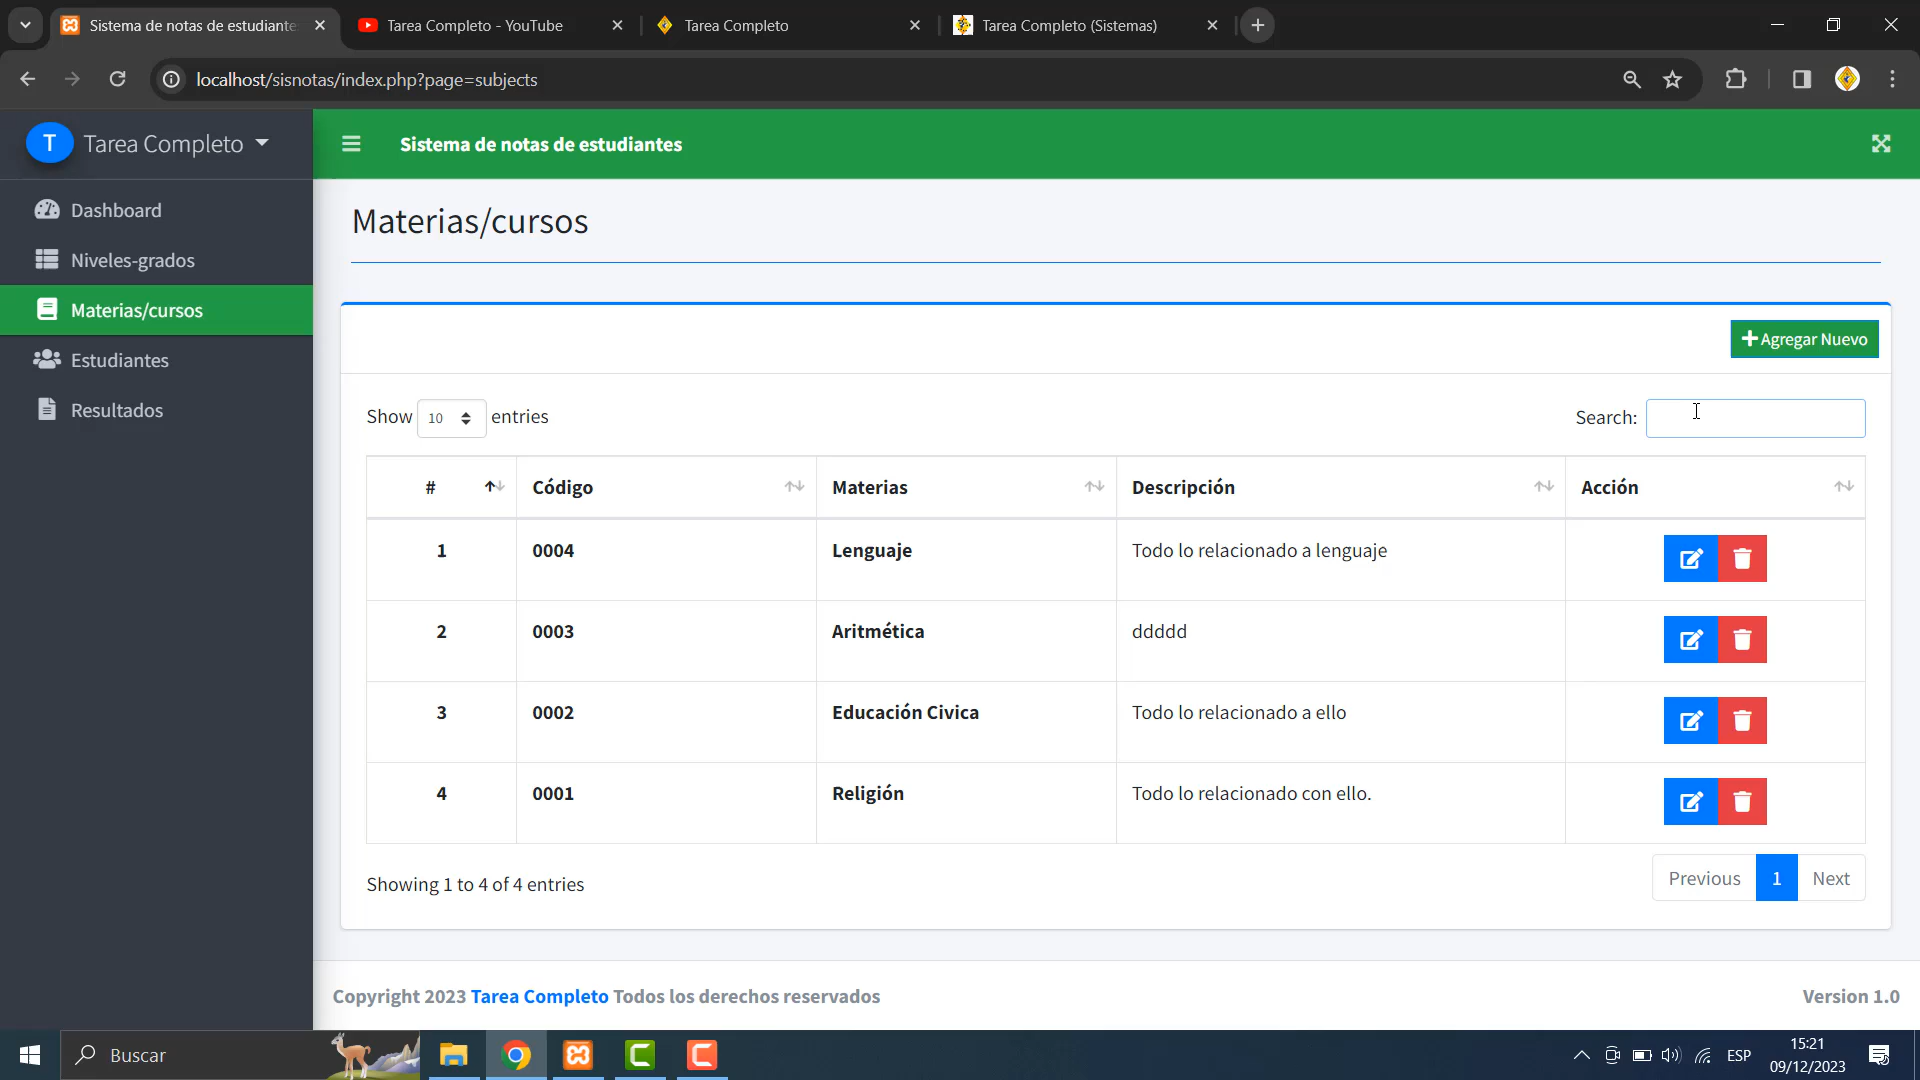 Sistema de notas de estudiante
Tarea Completo - YouTube
Tarea Completo
Tarea Completo (Sistemas)
localhost/sisnotas/index.php?page=subjects
T Tarea Completo
Sistema de notas de estudiantes
Dashboard
Niveles-grados
Materias/cursos
Estudiantes
Resultados
Materias/cursos
Agregar Nuevo
Show 10 entries
Search:
# Código Materias Descripción Acción
1 0004 Lenguaje Todo lo relacionado a lenguaje
2 0003 Aritmética ddddd
3 0002 Educación Civica Todo lo relacionado a ello
4 0001 Religión Todo lo relacionado con ello.
Showing 1 to 4 of 4 entries
Previous 1 Next
Copyright 2023 Tarea Completo Todos los derechos reservados
Version 1.0
Buscar
ESP
15:21
09/12/2023